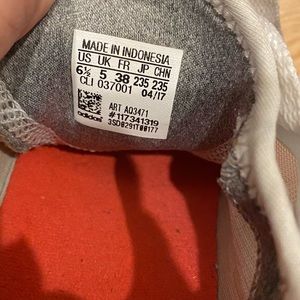 MADE IN INDONESIA
US UK FR JP CHN
6½ 5 38 235 235
CLI 037001 04/17
ART AQ3471
#117341319
adidas 3SD0291T00177